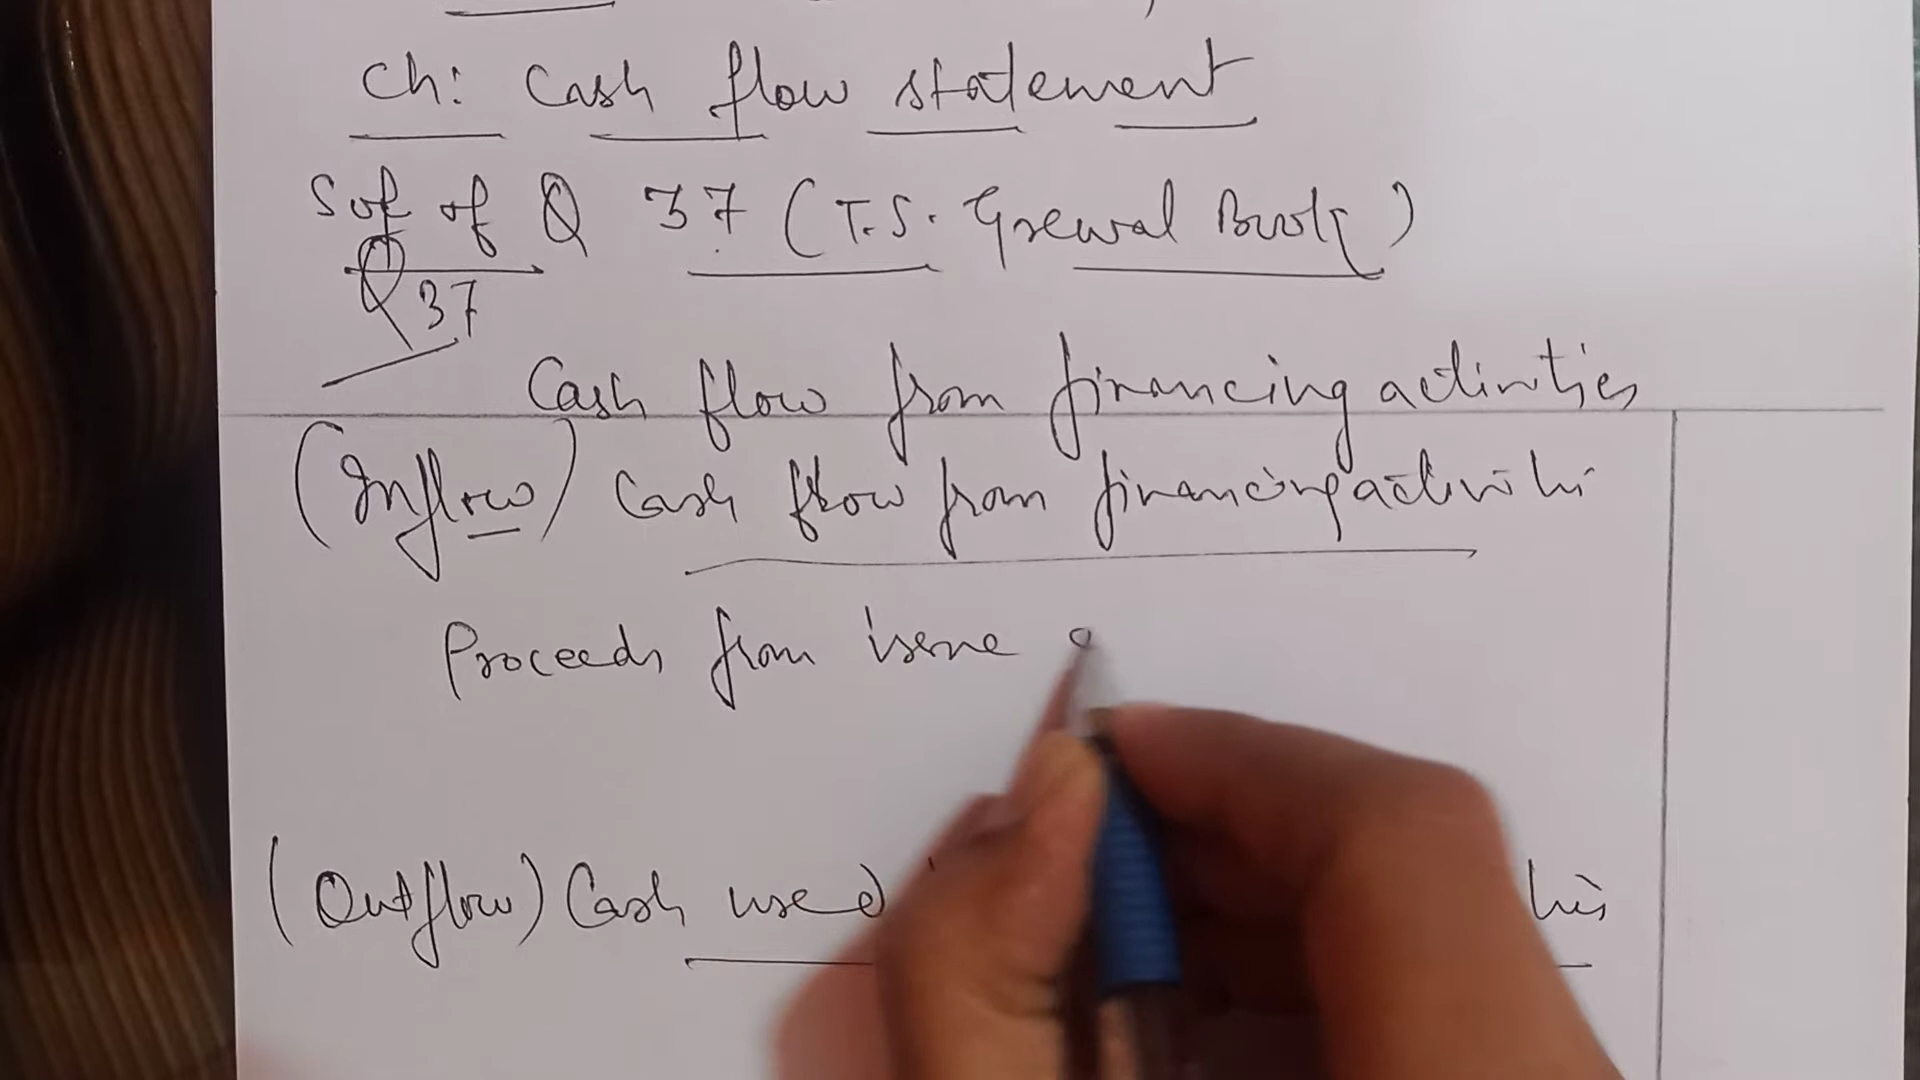 Ch: Cash flow statement
Sol of Q 37 (T.S. Grewal Book)
Q 37
Cash flow from financing activities
(Inflow) Cash flow from financing activities
Proceeds from issue o
(Outflow) Cash used